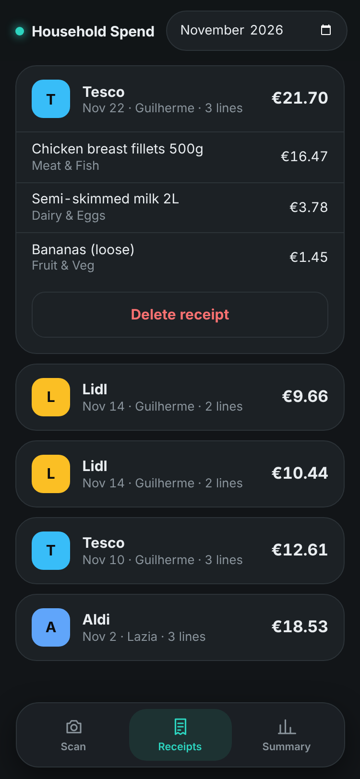 Household Spend
November 2026
T
Tesco
€21.70
Nov 22 · Guilherme · 3 lines
Chicken breast fillets 500g
€16.47
Meat & Fish
Semi-skimmed milk 2L
€3.78
Dairy & Eggs
Bananas (loose)
€1.45
Fruit & Veg
Delete receipt
L
Lidl
€9.66
Nov 14 · Guilherme · 2 lines
L
Lidl
€10.44
Nov 14 · Guilherme · 2 lines
T
Tesco
€12.61
Nov 10 · Guilherme · 3 lines
A
Aldi
€18.53
Nov 2 · Lazia · 3 lines
Scan
Receipts
Summary